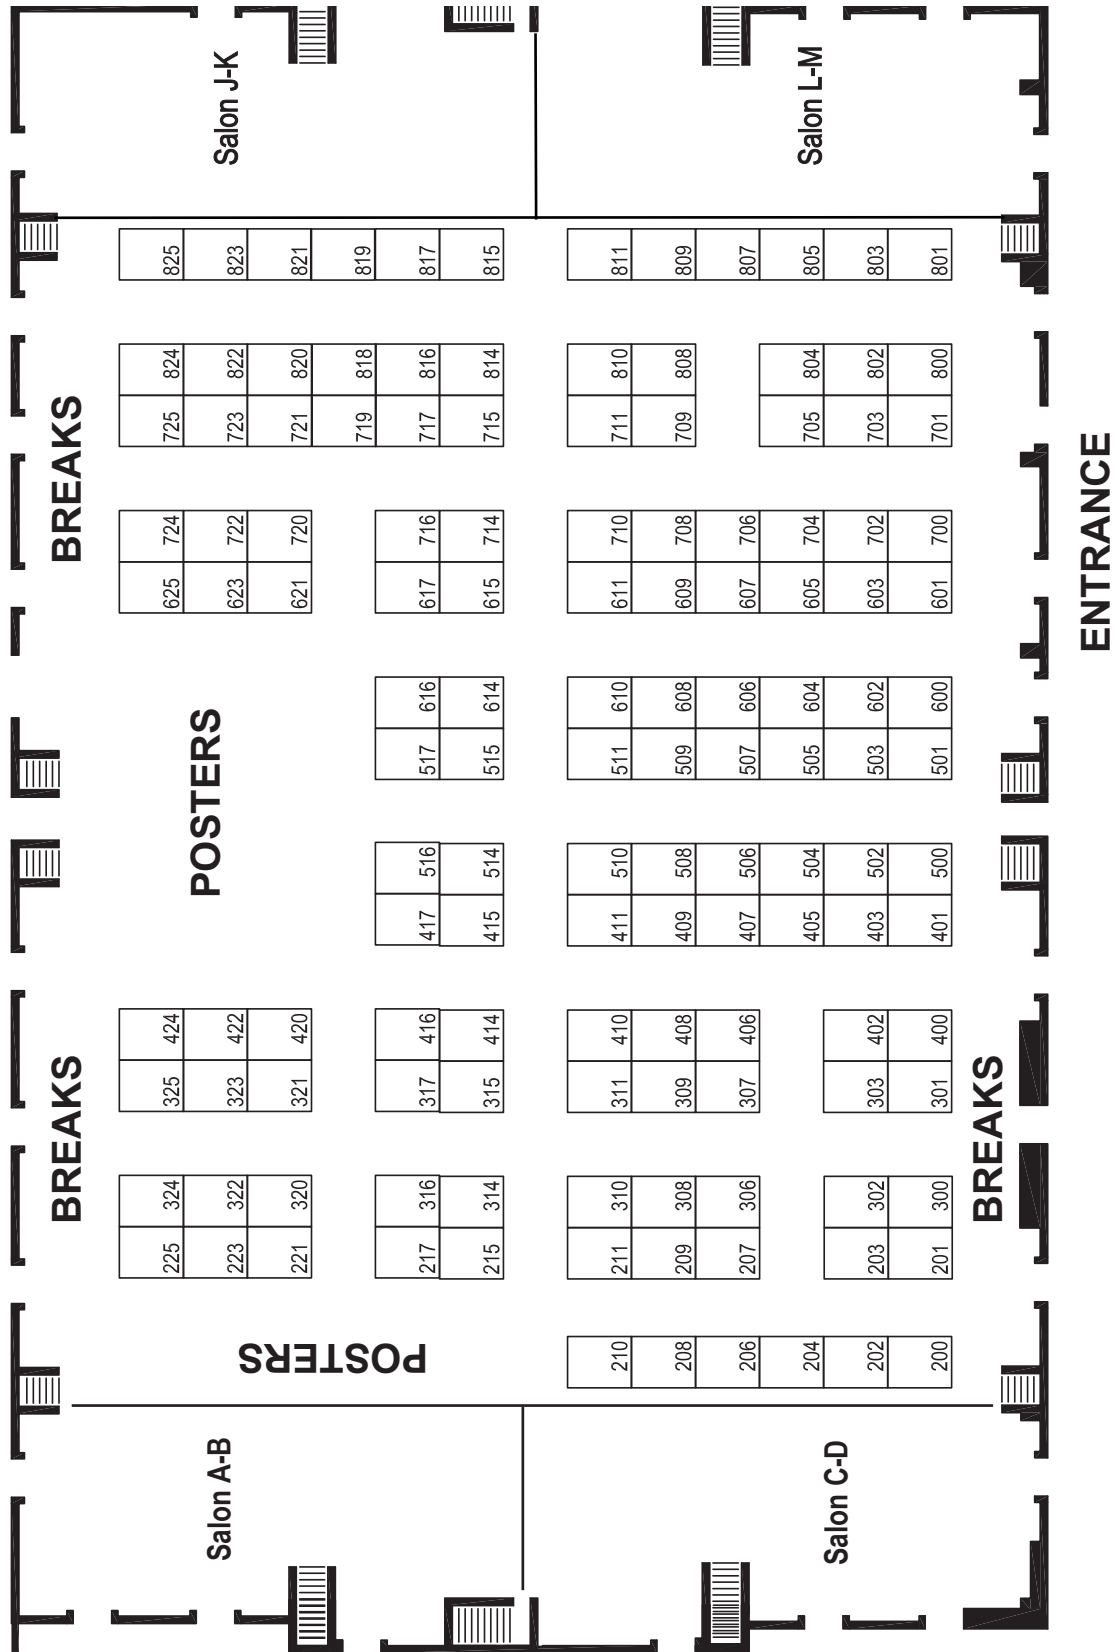 Salon J-K
Salon L-M
825 823 821 819 817 815 811 809 807 805 803 801
824 822 820 818 816 814 810 808 804 802 800
725 723 721 719 717 715 711 709 705 703 701
BREAKS
ENTRANCE
724 722 720 716 714 710 708 706 704 702 700
625 623 621 617 615 611 609 607 605 603 601
POSTERS
616 614 610 608 606 604 602 600
517 515 511 509 507 505 503 501
516 514 510 508 506 504 502 500
417 415 411 409 407 405 403 401
BREAKS
424 422 420 416 414 410 408 406 402 400
325 323 321 317 315 311 309 307 303 301
BREAKS
324 322 320 316 314 310 308 306 302 300
225 223 221 217 215 211 209 207 203 201
POSTERS
210 208 206 204 202 200
Salon A-B
Salon C-D